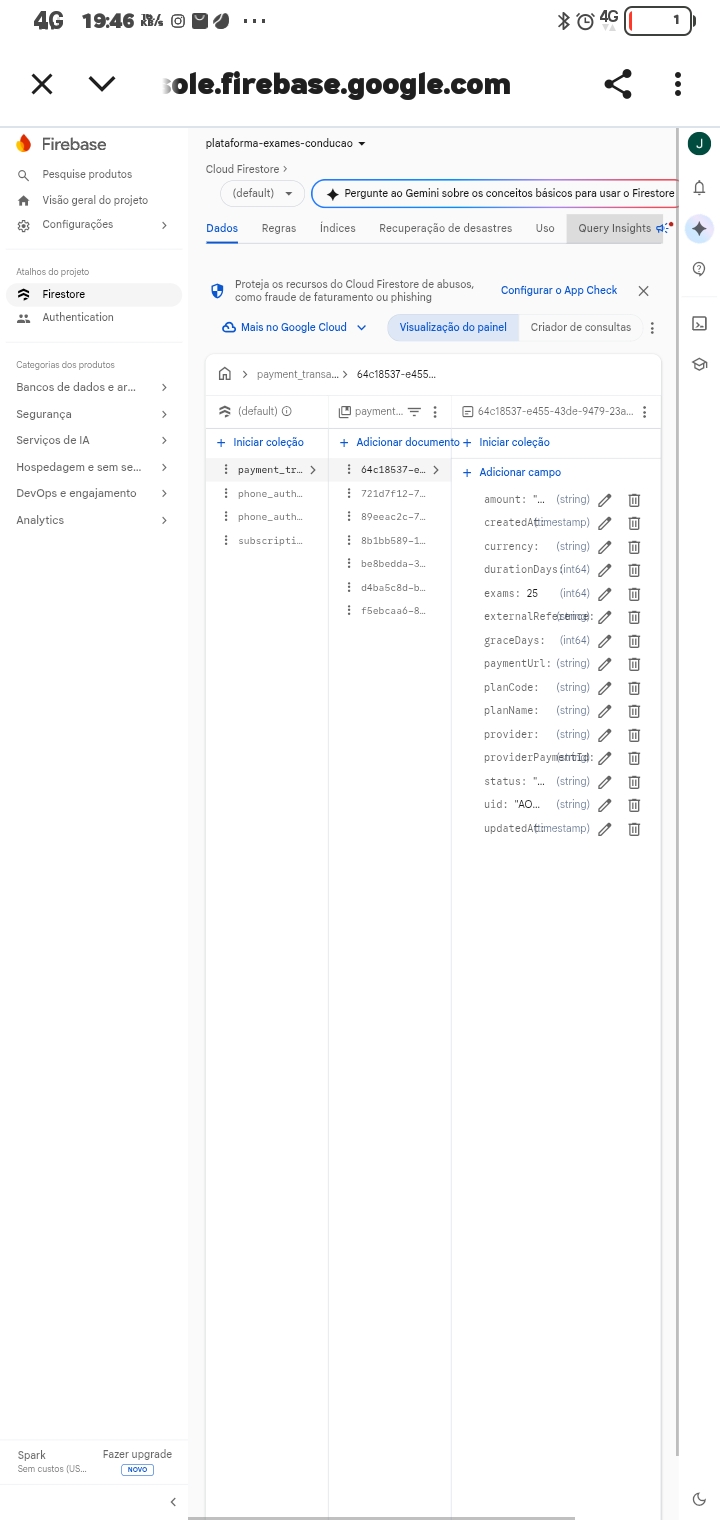 4G 19:46 KB/s ...
4G 1
ole.firebase.google.com
Firebase
Pesquise produtos
Visão geral do projeto
Configurações
Atalhos do projeto
Firestore
Authentication
Categorias dos produtos
Bancos de dados e ar...
Segurança
Serviços de IA
Hospedagem e sem se...
DevOps e engajamento
Analytics
Spark
Sem custos (US...
Fazer upgrade
NOVO
plataforma-exames-conducao
Cloud Firestore
(default)
Pergunte ao Gemini sobre os conceitos básicos para usar o Firestore
Dados Regras Índices Recuperação de desastres Uso Query Insights
J
Proteja os recursos do Cloud Firestore de abusos,
como fraude de faturamento ou phishing
Configurar o App Check
Mais no Google Cloud
Visualização do painel
Criador de consultas
payment_transa... 64c18537-e455...
(default)
Iniciar coleção
payment_tr...
phone_auth...
phone_auth...
subscripti...
payment...
Adicionar documento
64c18537-e...
721d7f12-7...
89eeac2c-7...
8b1bb589-1...
be8bedda-3...
d4ba5c8d-b...
f5ebcaa6-8...
64c18537-e455-43de-9479-23a...
Iniciar coleção
Adicionar campo
amount: "... (string)
createdAt: (timestamp)
currency: (string)
durationDays: (int64)
exams: 25 (int64)
externalReference: (string)
graceDays: (int64)
paymentUrl: (string)
planCode: (string)
planName: (string)
provider: (string)
providerPaymentId: (string)
status: "... (string)
uid: "AO... (string)
updatedAt: (timestamp)